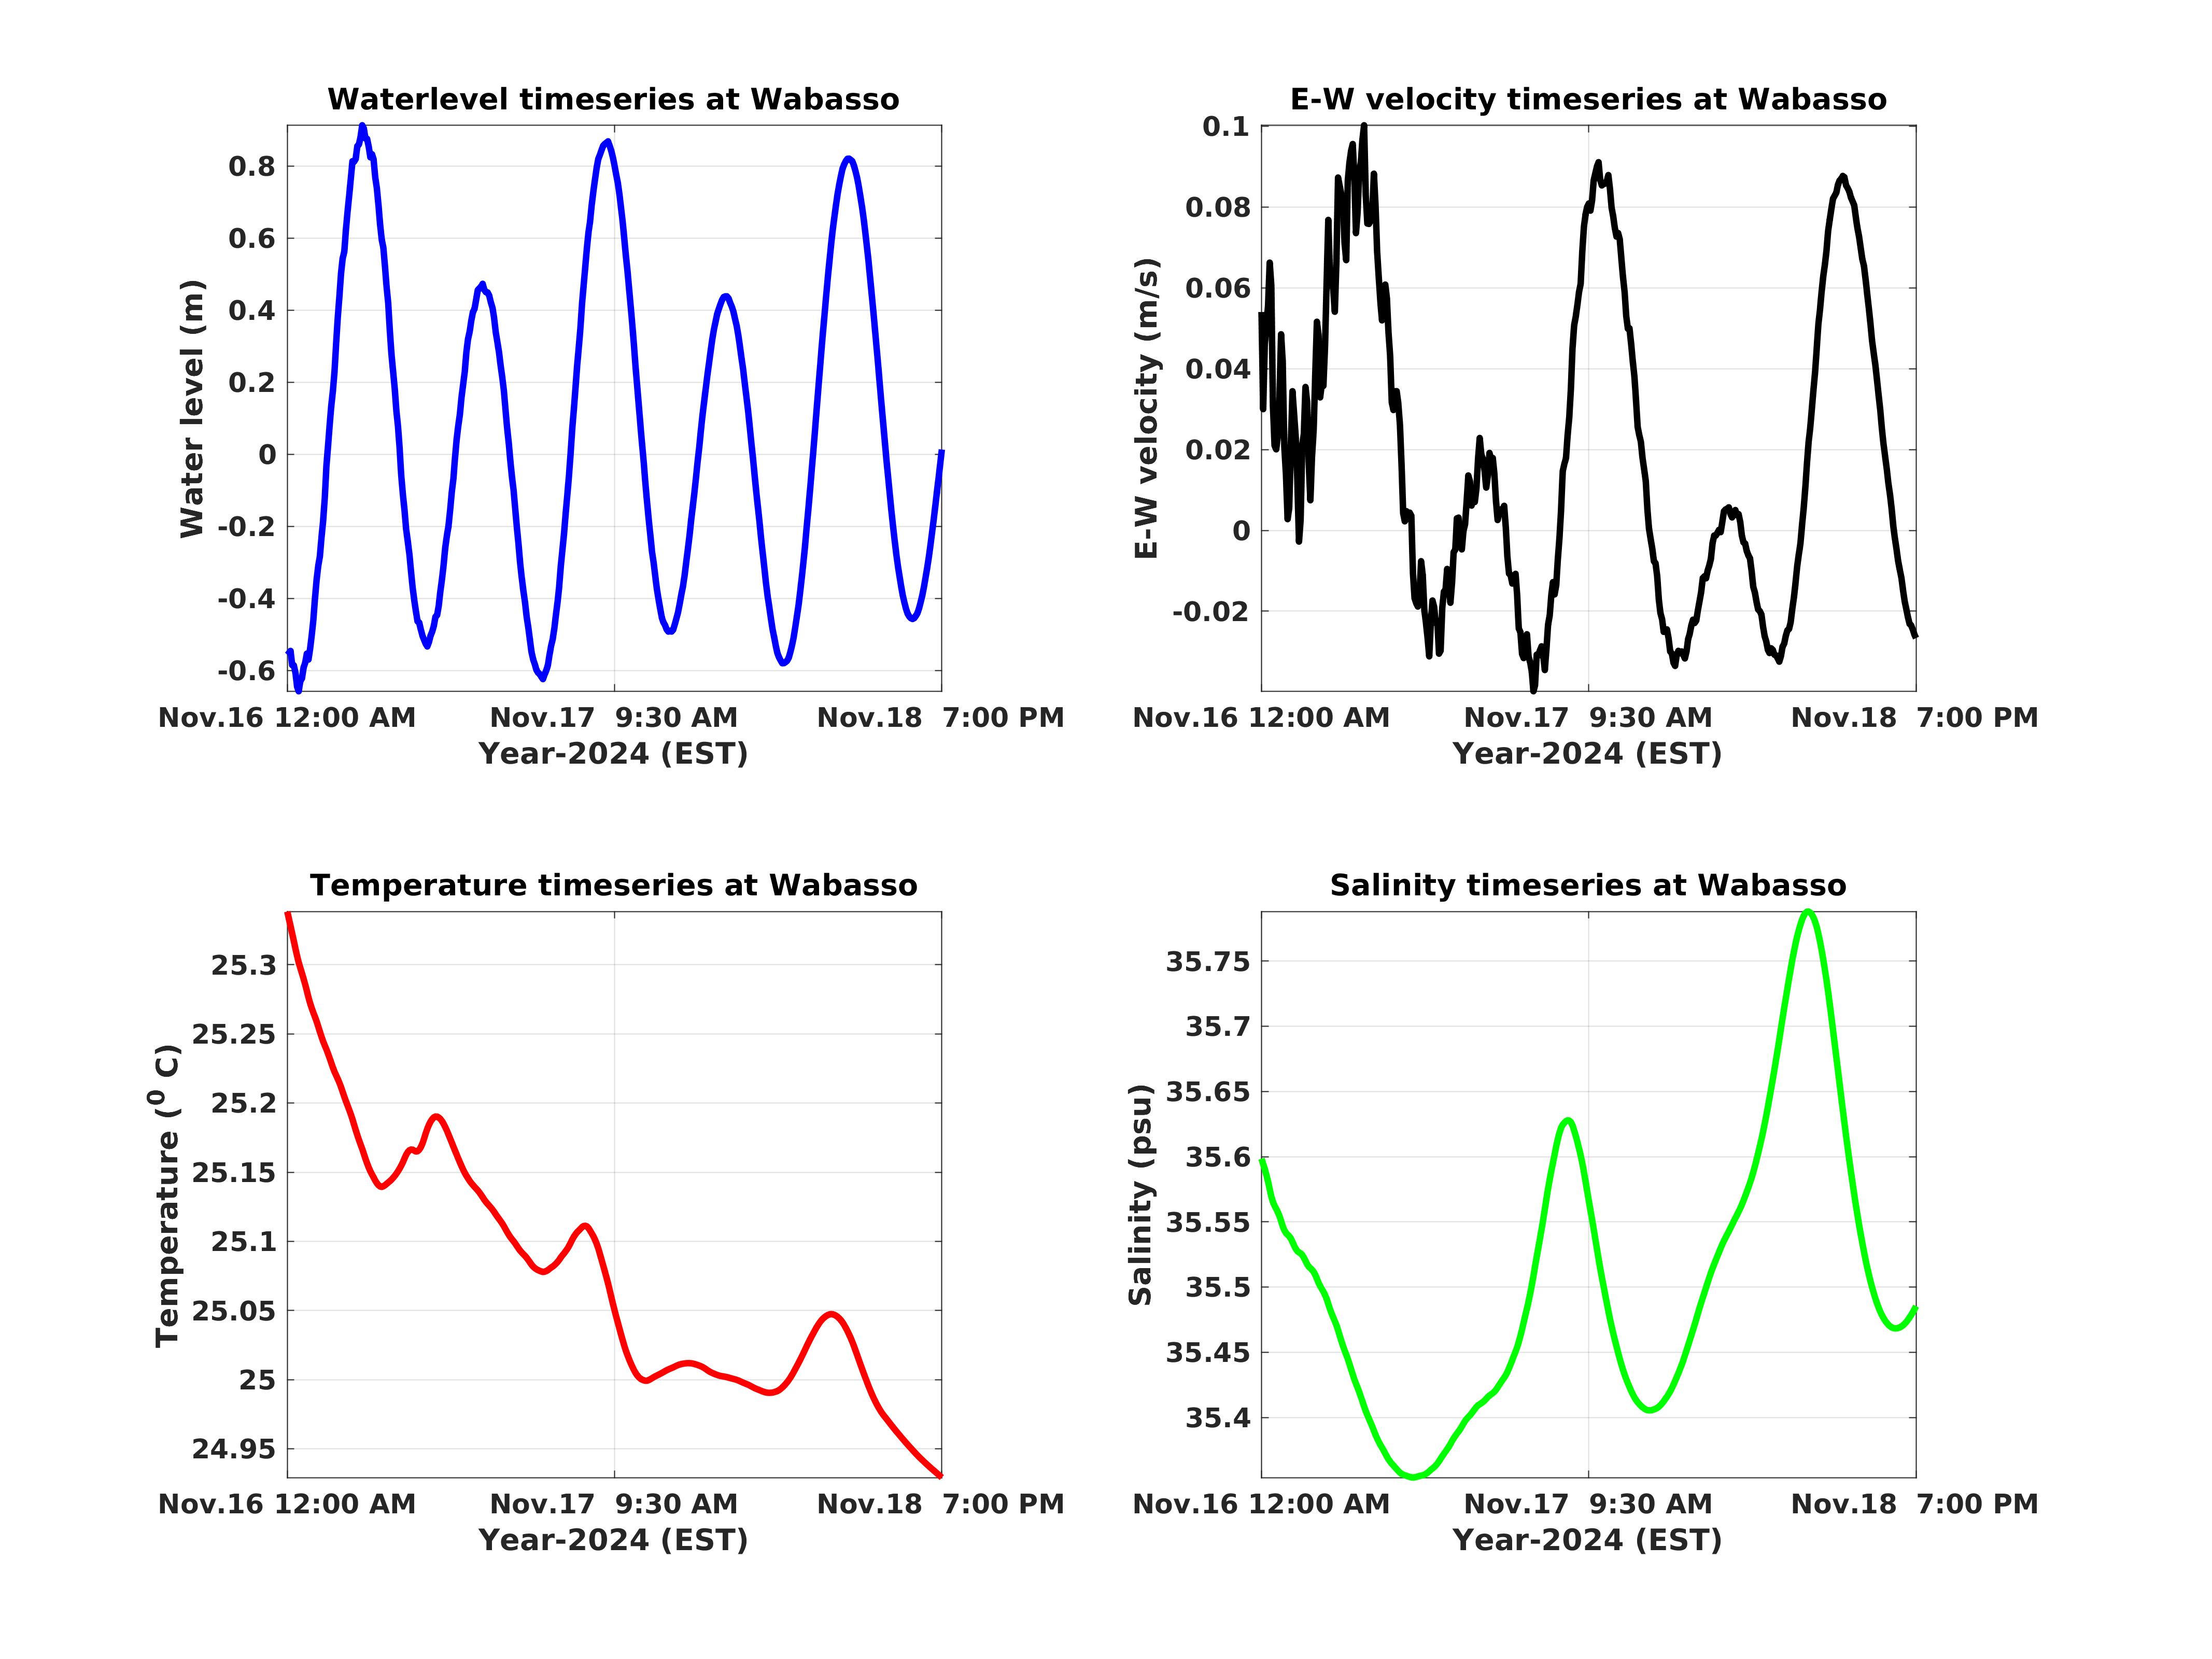 Waterlevel timeseries at Wabasso
0.8
0.6
0.4
0.2
0
-0.2
-0.4
-0.6
Water level (m)
Nov.16 12:00 AM
Nov.17 9:30 AM
Nov.18 7:00 PM
Year-2024 (EST)
E-W velocity timeseries at Wabasso
0.1
0.08
0.06
0.04
0.02
0
-0.02
E-W velocity (m/s)
Nov.16 12:00 AM
Nov.17 9:30 AM
Nov.18 7:00 PM
Year-2024 (EST)
Temperature timeseries at Wabasso
25.3
25.25
25.2
25.15
25.1
25.05
25
24.95
Temperature (⁰ C)
Nov.16 12:00 AM
Nov.17 9:30 AM
Nov.18 7:00 PM
Year-2024 (EST)
Salinity timeseries at Wabasso
35.75
35.7
35.65
35.6
35.55
35.5
35.45
35.4
Salinity (psu)
Nov.16 12:00 AM
Nov.17 9:30 AM
Nov.18 7:00 PM
Year-2024 (EST)